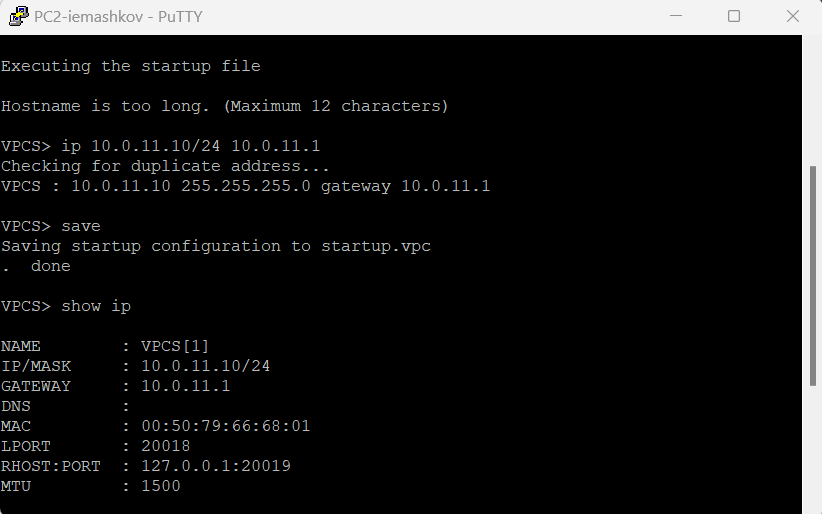 PC2-iemashkov - PuTTY
Executing the startup file
Hostname is too long. (Maximum 12 characters)
VPCS> ip 10.0.11.10/24 10.0.11.1
Checking for duplicate address...
VPCS : 10.0.11.10 255.255.255.0 gateway 10.0.11.1
VPCS> save
Saving startup configuration to startup.vpc
.  done
VPCS> show ip
NAME        : VPCS[1]
IP/MASK     : 10.0.11.10/24
GATEWAY     : 10.0.11.1
DNS         :
MAC         : 00:50:79:66:68:01
LPORT       : 20018
RHOST:PORT  : 127.0.0.1:20019
MTU         : 1500